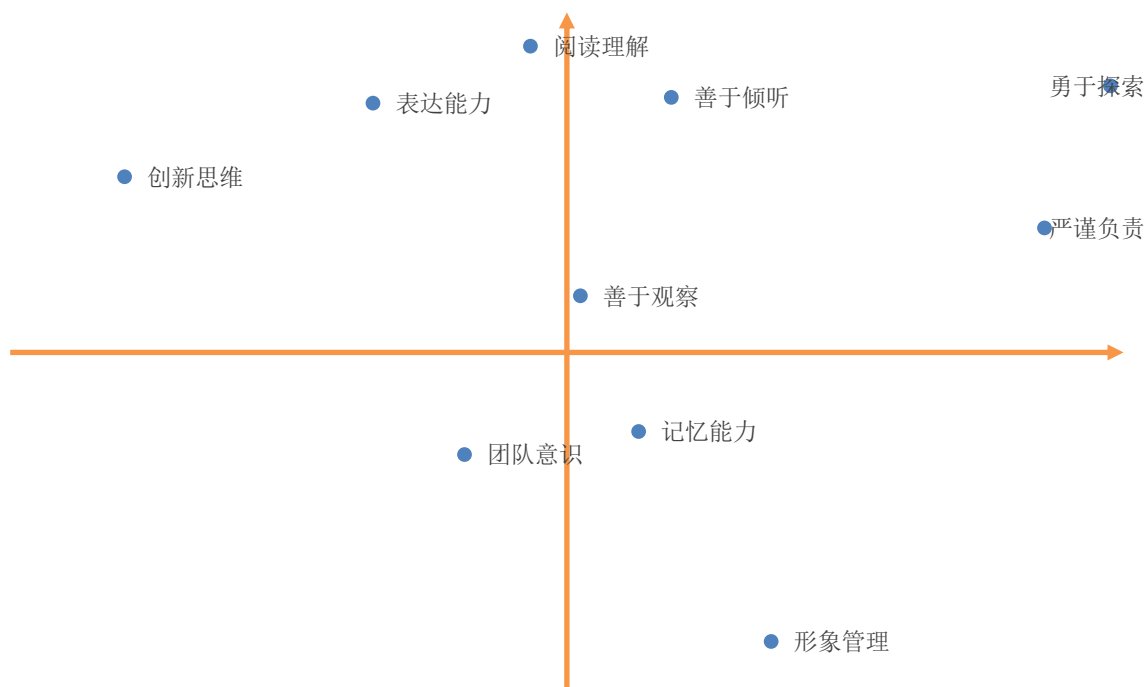 阅读理解
勇于探索
善于倾听
表达能力
创新思维
严谨负责
善于观察
记忆能力
团队意识
形象管理